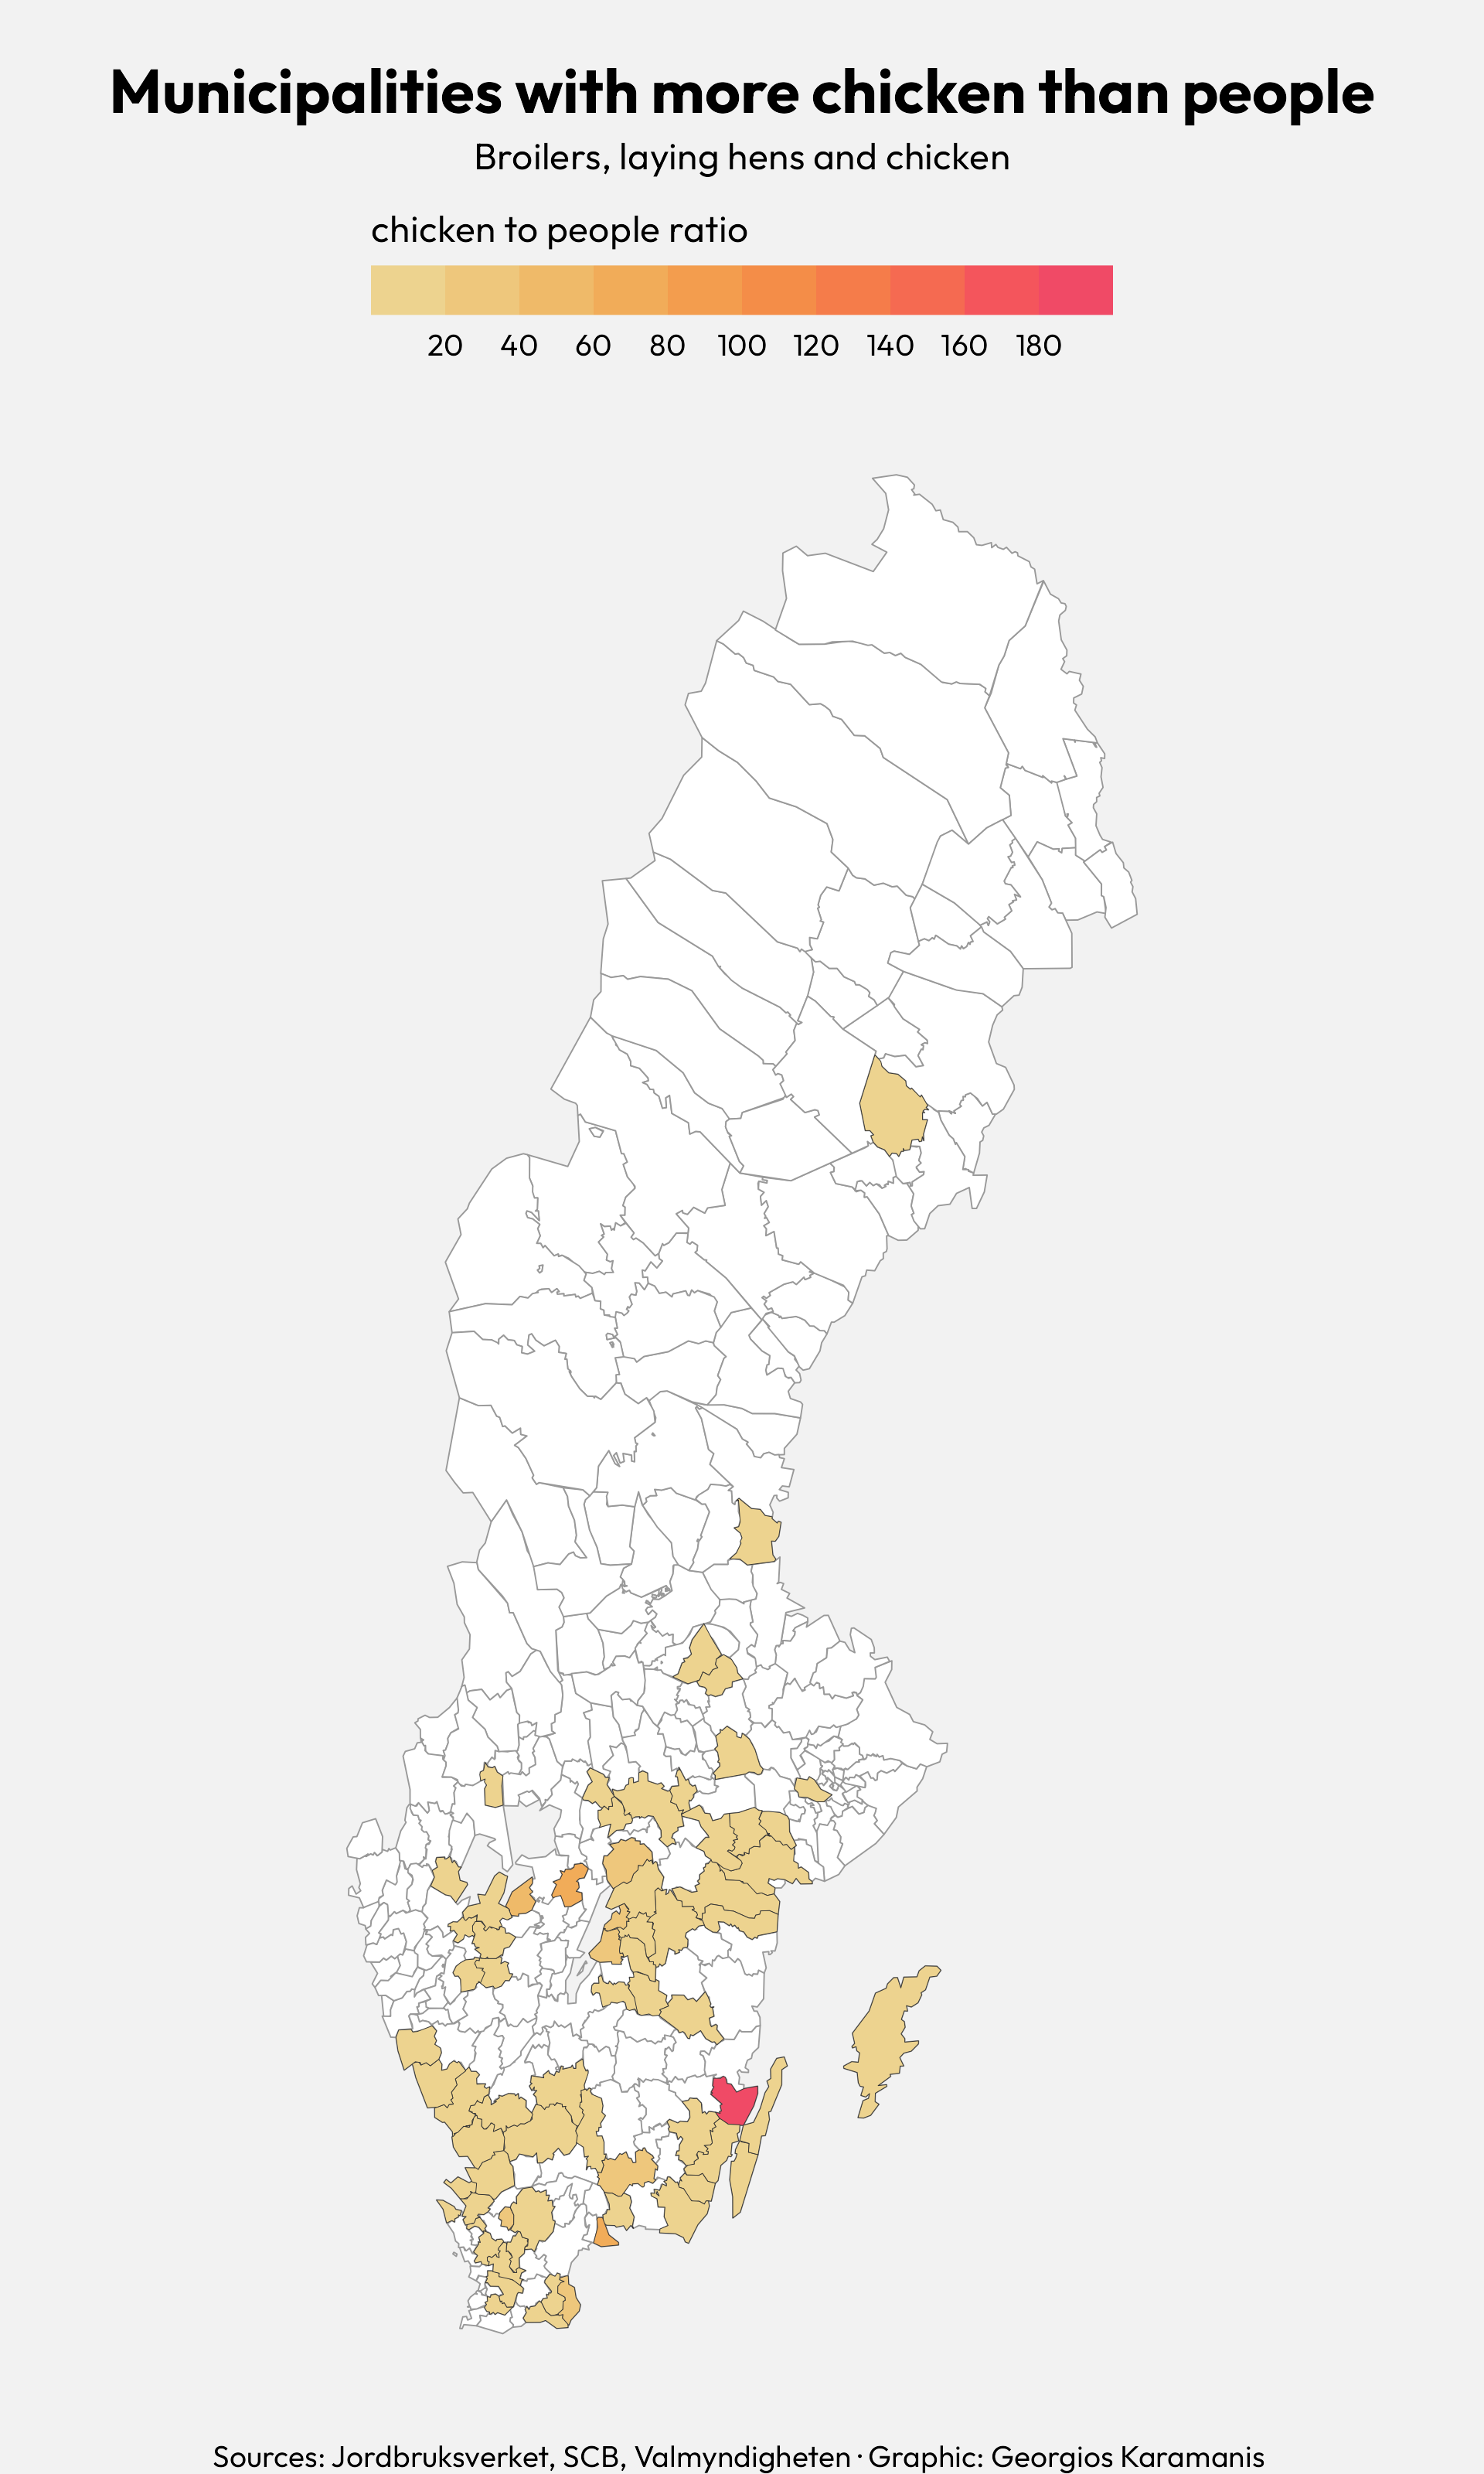 Municipalities with more chicken than people
Broilers, laying hens and chicken
chicken to people ratio
20 40 60 80 100 120 140 160 180
Sources: Jordbruksverket, SCB, Valmyndigheten · Graphic: Georgios Karamanis